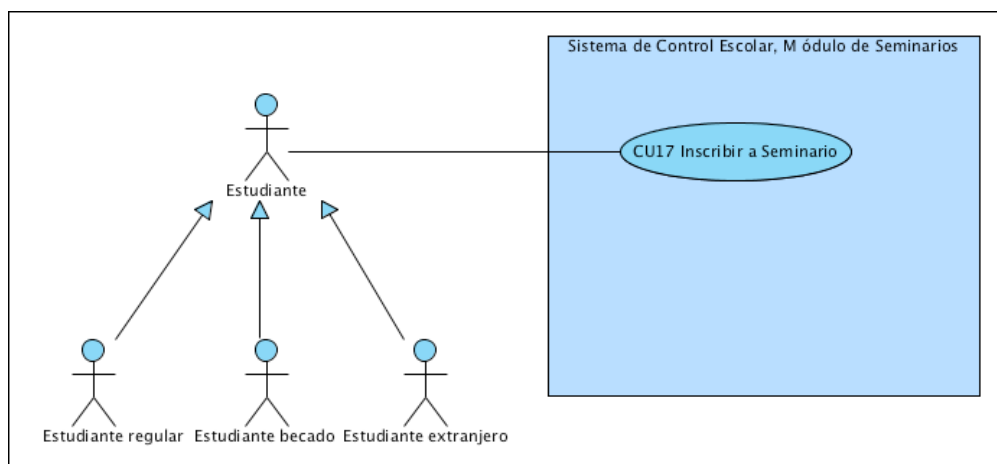 Sistema de Control Escolar, M ódulo de Seminarios
CU17 Inscribir a Seminario
Estudiante
Estudiante regular
Estudiante becado
Estudiante extranjero